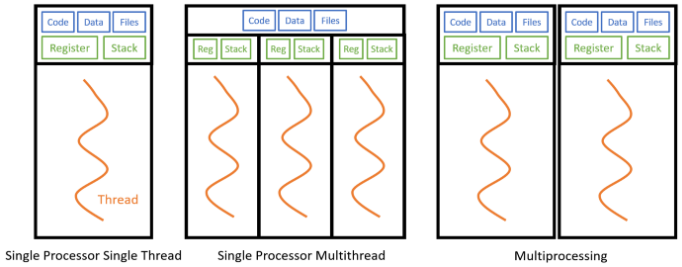 Code Data Files
Register Stack
Thread
Single Processor Single Thread
Code Data Files
Reg Stack Reg Stack Reg Stack
Single Processor Multithread
Code Data Files Code Data Files
Register Stack Register Stack
Multiprocessing